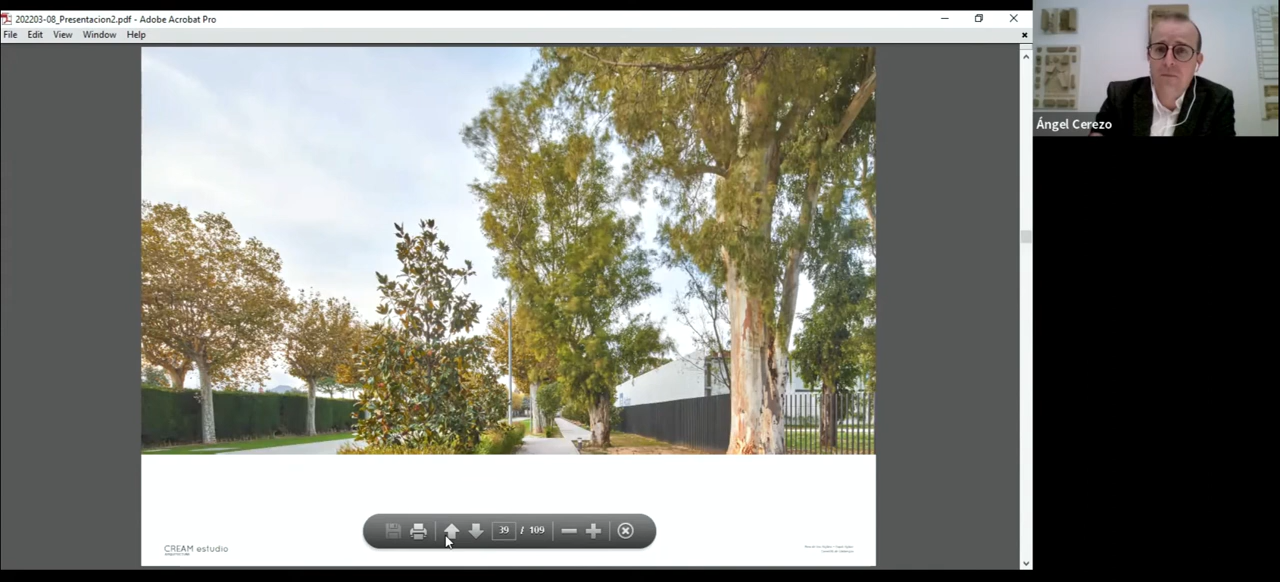 202203-08_Presentacion2.pdf - Adobe Acrobat Pro
File Edit View Window Help
Ángel Cerezo
39 / 109
CREAM estudio